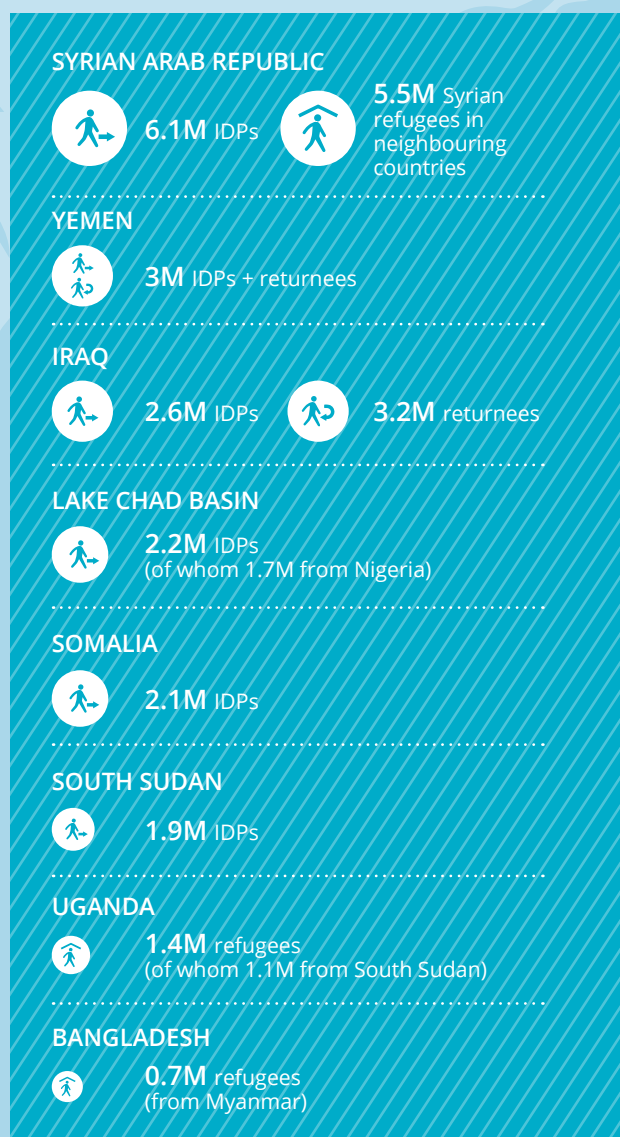 SYRIAN ARAB REPUBLIC
6.1M IDPs
5.5M Syrian
refugees in
neighbouring
countries
YEMEN
3M IDPs + returnees
IRAQ
2.6M IDPs
3.2M returnees
LAKE CHAD BASIN
2.2M IDPs
(of whom 1.7M from Nigeria)
SOMALIA
2.1M IDPs
SOUTH SUDAN
1.9M IDPs
UGANDA
1.4M refugees
(of whom 1.1M from South Sudan)
BANGLADESH
0.7M refugees
(from Myanmar)